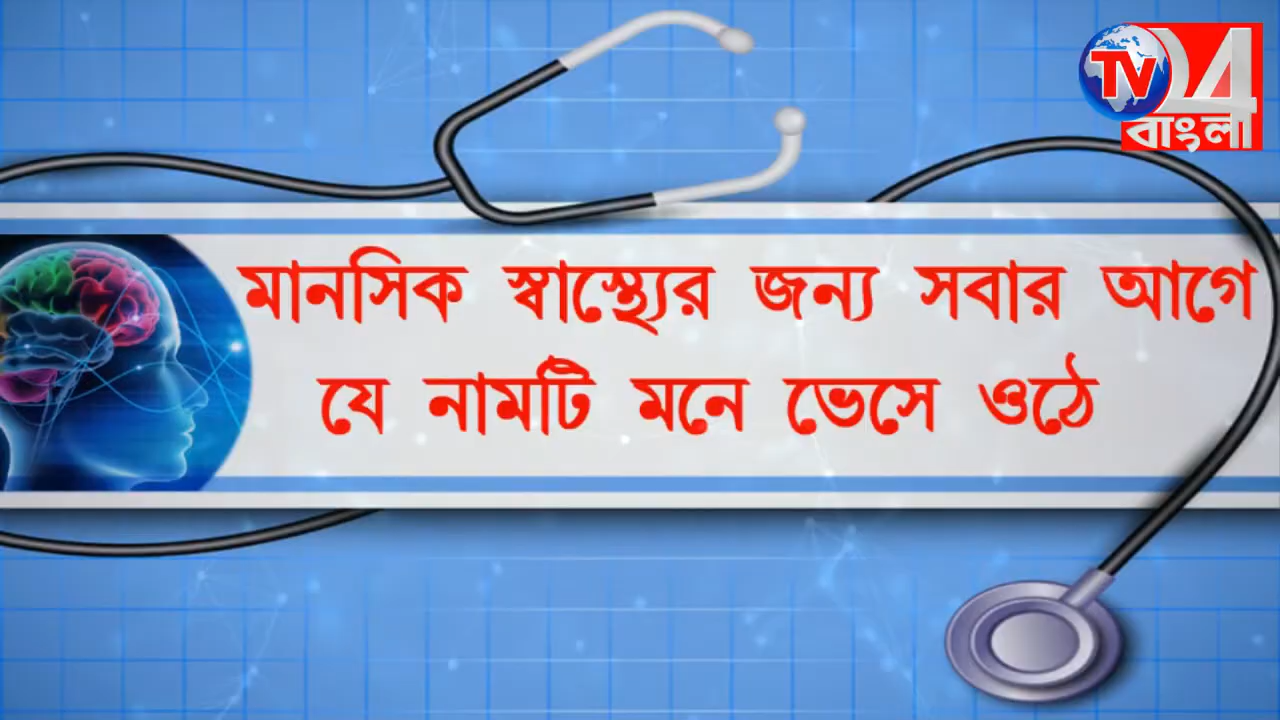 TV 24
বাংলা
মানসিক স্বাস্থ্যের জন্য সবার আগে
যে নামটি মনে ভেসে ওঠে